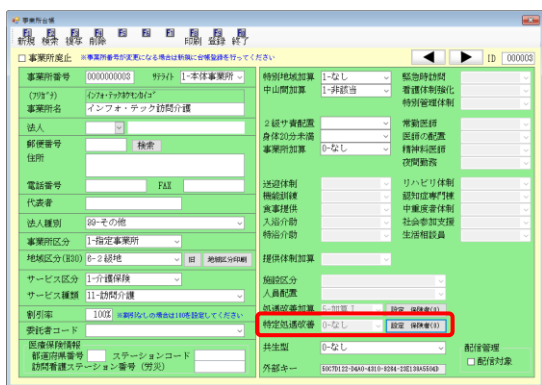 事業所台帳
新規 検索 複写 削除 印刷 登録 終了
事業所廃止 ※事業所番号が変更になる場合は新規に台帳登録を行ってください ID 000003
事業所番号 0000000003 サテライト 1-本体事業所
(フリガナ) インフォ・テックホウモンカイゴ
事業所名 インフォ・テック訪問介護
法人
郵便番号 検索
住所
電話番号 FAX
代表者
法人種別 99-その他
事業所区分 1-指定事業所
地域区分(H30) 6-2級地 旧 地域区分印刷
サービス区分 1-介護保険
サービス種類 11-訪問介護
割引率 100% ※割引なしの場合は100を設定してください
委託者コード
医療保険情報
都道府県番号 ステーションコード
訪問看護ステーション番号 (労災)
特別地域加算 1-なし
中山間加算 1-非該当
2級サ責配置
身体20分未満
事業所加算 0-なし
送迎体制
機能訓練
食事提供
入浴介助
特浴介助
提供体制加算
施設区分
人員配置
処遇改善加算 5-加算Ⅰ 設定 保険者(0)
特定処遇改善 0-なし 設定 保険者(0)
共生型 0-なし
外部キー
緊急時訪問
看護体制強化
特別管理体制
常勤医師
医師の配置
精神科医師
夜間勤務
リハビリ体制
認知症専門棟
中重度者体制
社会参加支援
生活相談員
配信管理
配信対象